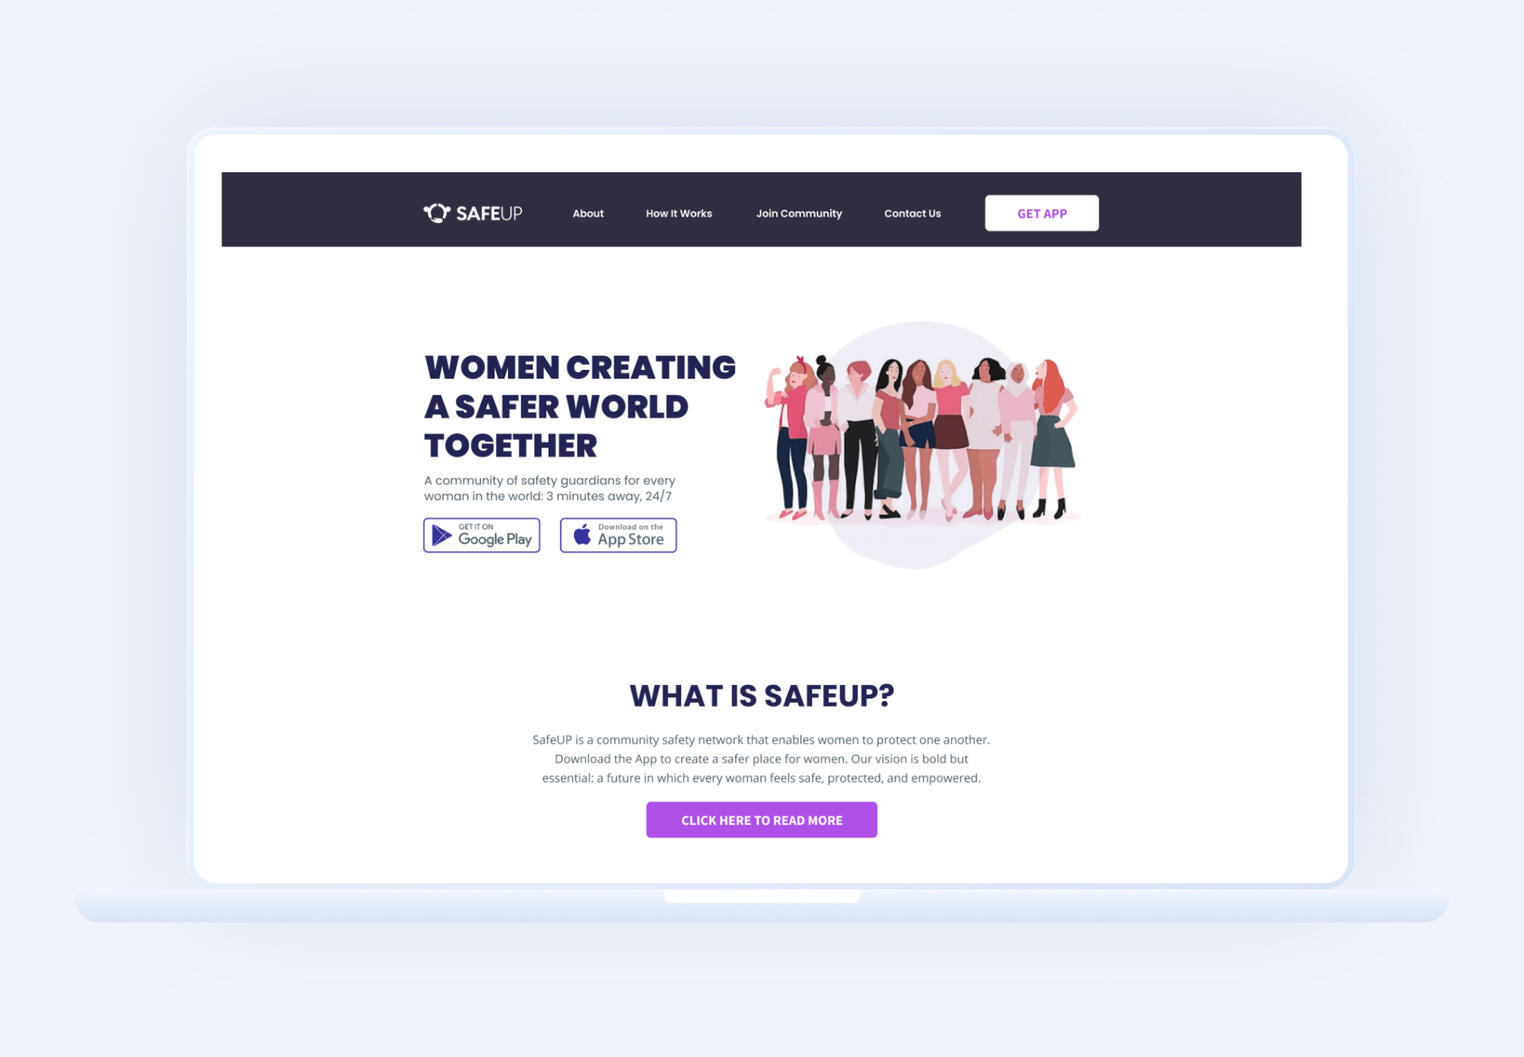 SAFEUP
About
How It Works
Join Community
Contact Us
GET APP
WOMEN CREATING
A SAFER WORLD
TOGETHER
A community of safety guardians for every
woman in the world: 3 minutes away, 24/7
GET IT ON
Google Play
Download on the
App Store
WHAT IS SAFEUP?
SafeUP is a community safety network that enables women to protect one another.
Download the App to create a safer place for women. Our vision is bold but
essential: a future in which every woman feels safe, protected, and empowered.
CLICK HERE TO READ MORE